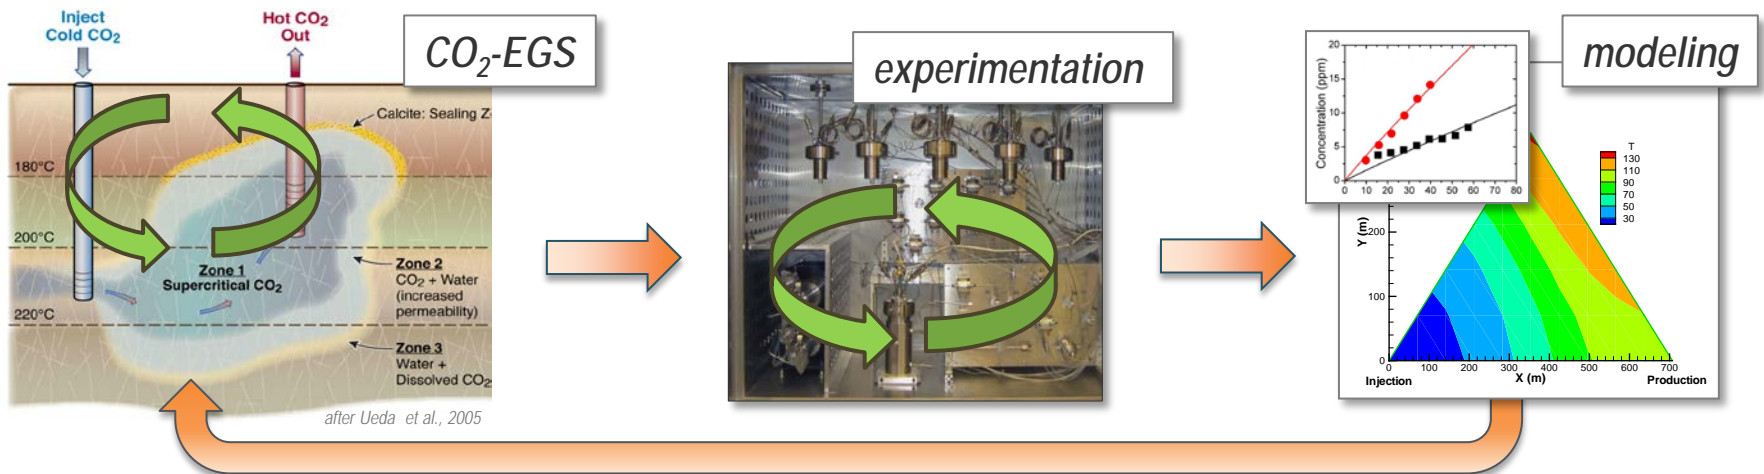 Inject
Cold CO₂
Hot CO₂
Out
CO₂-EGS
Calcite: Sealing Z
180°C
200°C
220°C
Zone 1
Supercritical CO₂
Zone 2
CO₂ + Water
(increased
permeability)
Zone 3
Water +
Dissolved CO₂
after Ueda et al., 2005
experimentation
modeling
Concentration (ppm)
20
15
10
5
0
0 10 20 30 40 50 60 70 80
T
130
110
90
70
50
30
Y (m)
200
100
0
0 100 200 300 400 500 600 700
X (m)
Injection
Production